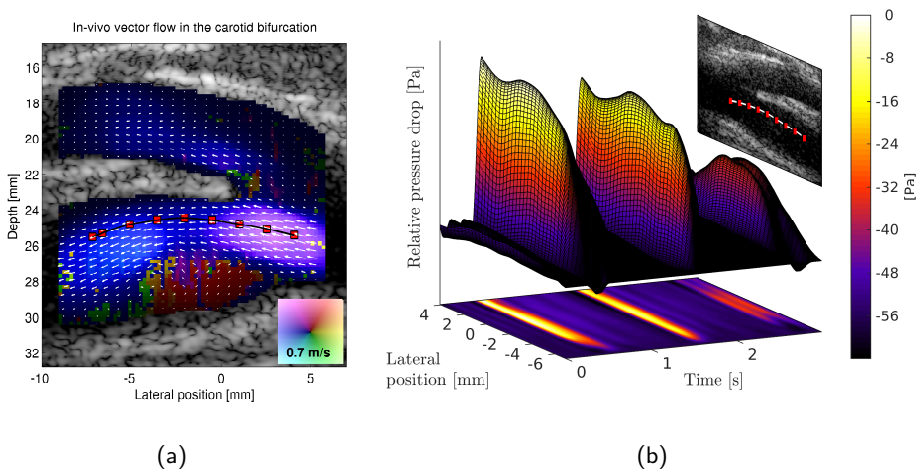 In-vivo vector flow in the carotid bifurcation
16
18
20
22
24
26
28
30
32
Depth [mm]
0.7 m/s
-10
-5
0
5
Lateral position [mm]
(a)
Relative pressure drop [Pa]
4
2
0
-2
-4
-6
Lateral
position [mm]
0
1
2
Time [s]
0
-8
-16
-24
-32
-40
-48
-56
[Pa]
(b)